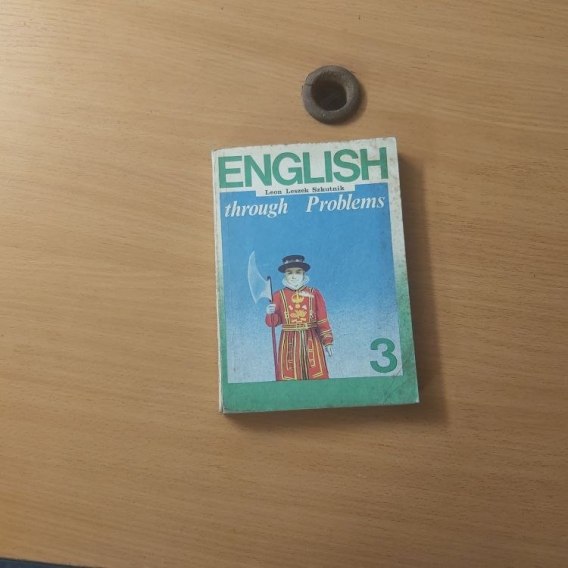 ENGLISH
Leon Leszek Szkutnik
through Problems
3